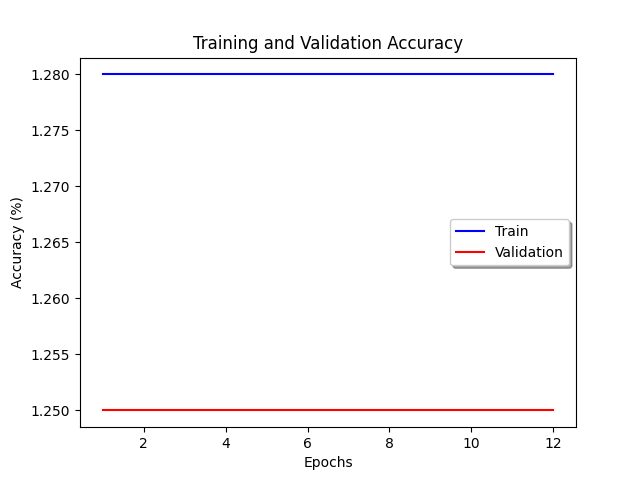 Training and Validation Accuracy
1.280
1.275
1.270
1.265
1.260
1.255
1.250
Accuracy (%)
Train
Validation
2 4 6 8 10 12
Epochs